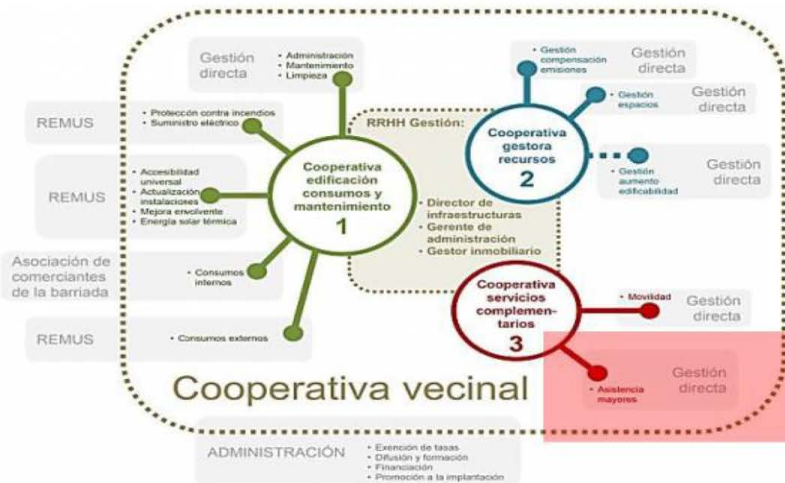 Gestión
directa
• Administración
• Mantenimiento
• Limpieza
REMUS
• Protección contra incendios
• Suministro eléctrico
REMUS
• Accesibilidad
universal
• Actualización
instalaciones
• Mejora envolvente
• Energía solar térmica
Asociación de
comerciantes
de la barriada
• Consumos
internos
REMUS
• Consumos externos
Cooperativa
edificación
consumos y
mantenimiento
1
RRHH Gestión:
• Director de
infraestructuras
• Gerente de
administración
• Gestor inmobiliario
Cooperativa
gestora
recursos
2
• Gestión
compensación
emisiones
Gestión
directa
• Gestión
espacios
Gestión
directa
• Gestión
aumento
edificabilidad
Gestión
directa
Cooperativa
servicios
complemen-
tarios
3
• Movilidad
Gestión
directa
• Asistencia
mayores
Gestión
directa
Cooperativa vecinal
ADMINISTRACIÓN
• Exención de tasas
• Difusión y formación
• Financiación
• Promoción a la implantación